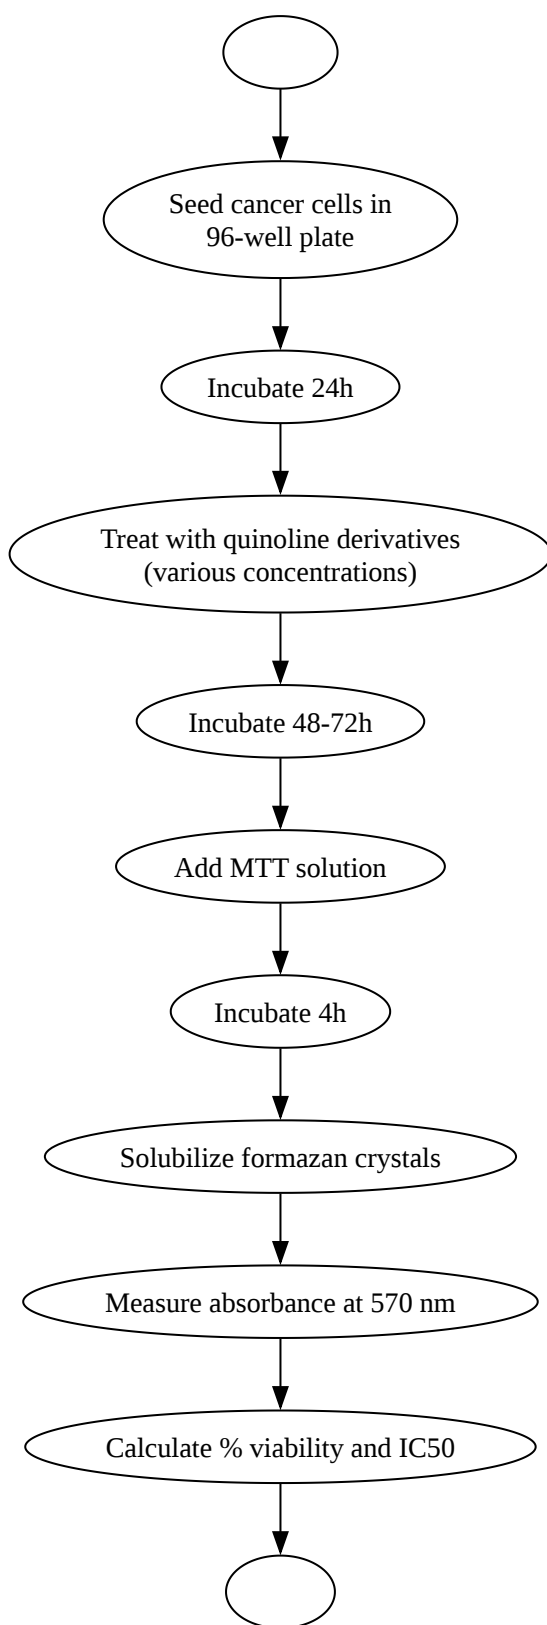 Seed cancer cells in
96-well plate
Incubate 24h
Treat with quinoline derivatives
(various concentrations)
Incubate 48-72h
Add MTT solution
Incubate 4h
Solubilize formazan crystals
Measure absorbance at 570 nm
Calculate % viability and IC50